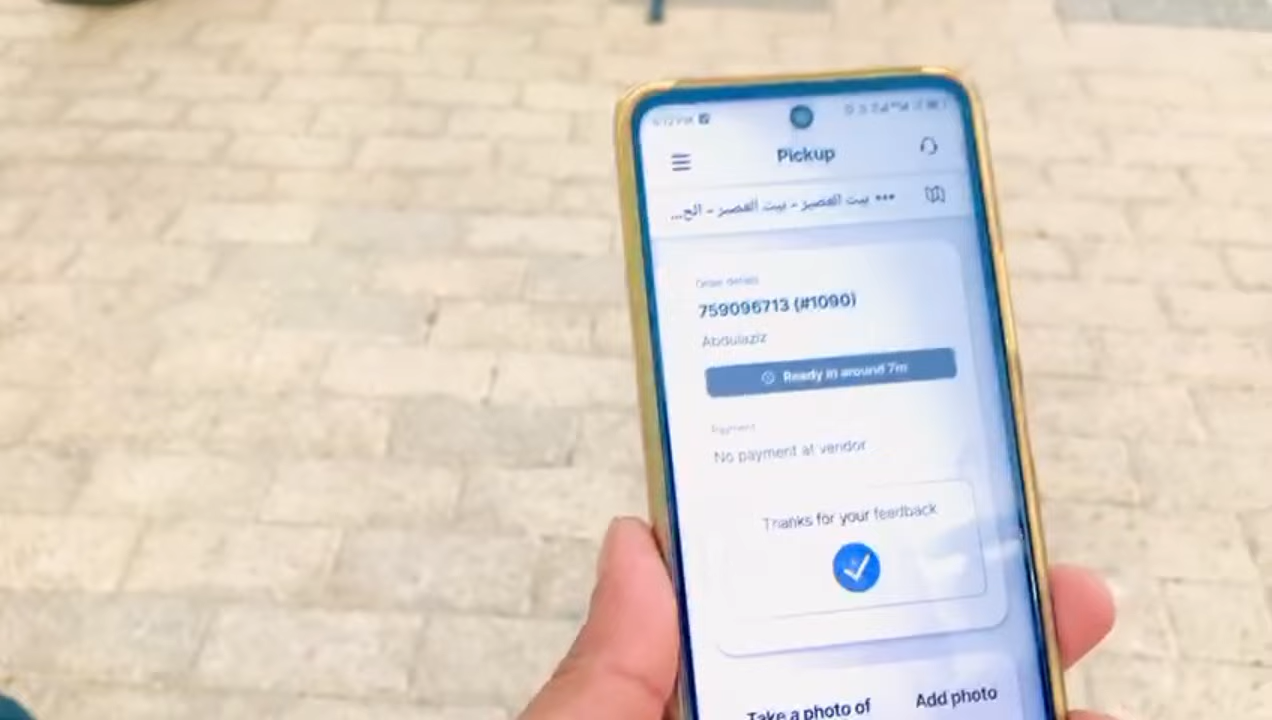 Pickup
••• بيت العصير - بيت العصير - الح...
Order details
759096713 (#1090)
Abdulaziz
Ready in around 7m
Payment
No payment at vendor
Thanks for your feedback
Take a photo of
Add photo